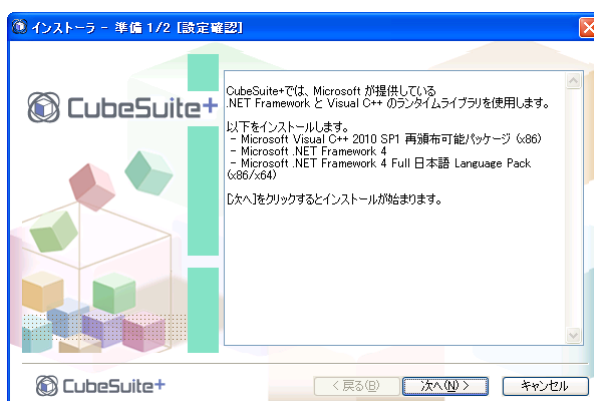 インストーラ - 準備 1/2 [設定確認]
CubeSuite+
CubeSuite+では、Microsoft が提供している
.NET Framework と Visual C++ のランタイムライブラリを使用します。
以下をインストールします。
- Microsoft Visual C++ 2010 SP1 再頒布可能パッケージ (x86)
- Microsoft .NET Framework 4
- Microsoft .NET Framework 4 Full 日本語 Language Pack
(x86/x64)
[次へ]をクリックするとインストールが始まります。
CubeSuite+
< 戻る(B)
次へ(N) >
キャンセル